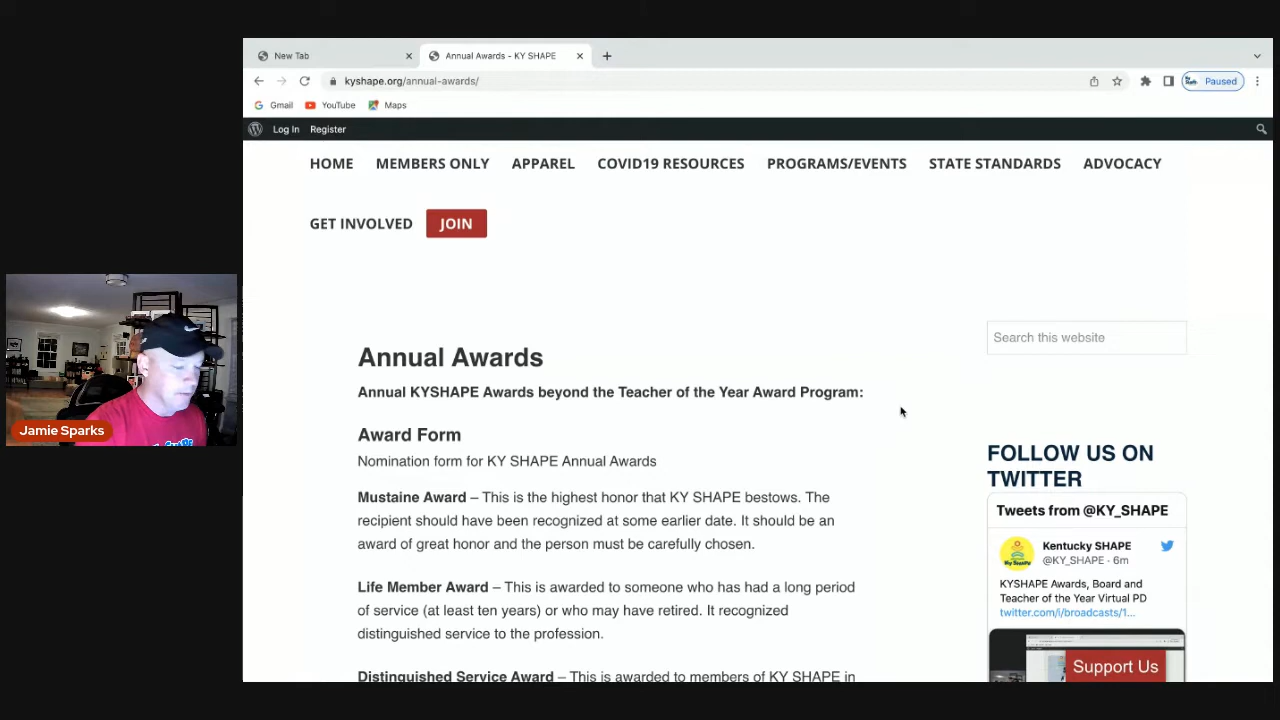 New Tab
Annual Awards - KY SHAPE
kyshape.org/annual-awards/
Paused
Gmail
YouTube
Maps
Log In
Register
HOME
MEMBERS ONLY
APPAREL
COVID19 RESOURCES
PROGRAMS/EVENTS
STATE STANDARDS
ADVOCACY
GET INVOLVED
JOIN
Search this website
Annual Awards
Annual KYSHAPE Awards beyond the Teacher of the Year Award Program:
Award Form
Nomination form for KY SHAPE Annual Awards
Mustaine Award – This is the highest honor that KY SHAPE bestows. The
recipient should have been recognized at some earlier date. It should be an
award of great honor and the person must be carefully chosen.
Life Member Award – This is awarded to someone who has had a long period
of service (at least ten years) or who may have retired. It recognized
distinguished service to the profession.
Distinguished Service Award – This is awarded to members of KY SHAPE in
FOLLOW US ON
TWITTER
Tweets from @KY_SHAPE
Kentucky SHAPE
@KY_SHAPE · 6m
KYSHAPE Awards, Board and
Teacher of the Year Virtual PD
twitter.com/i/broadcasts/1...
Support Us
Jamie Sparks